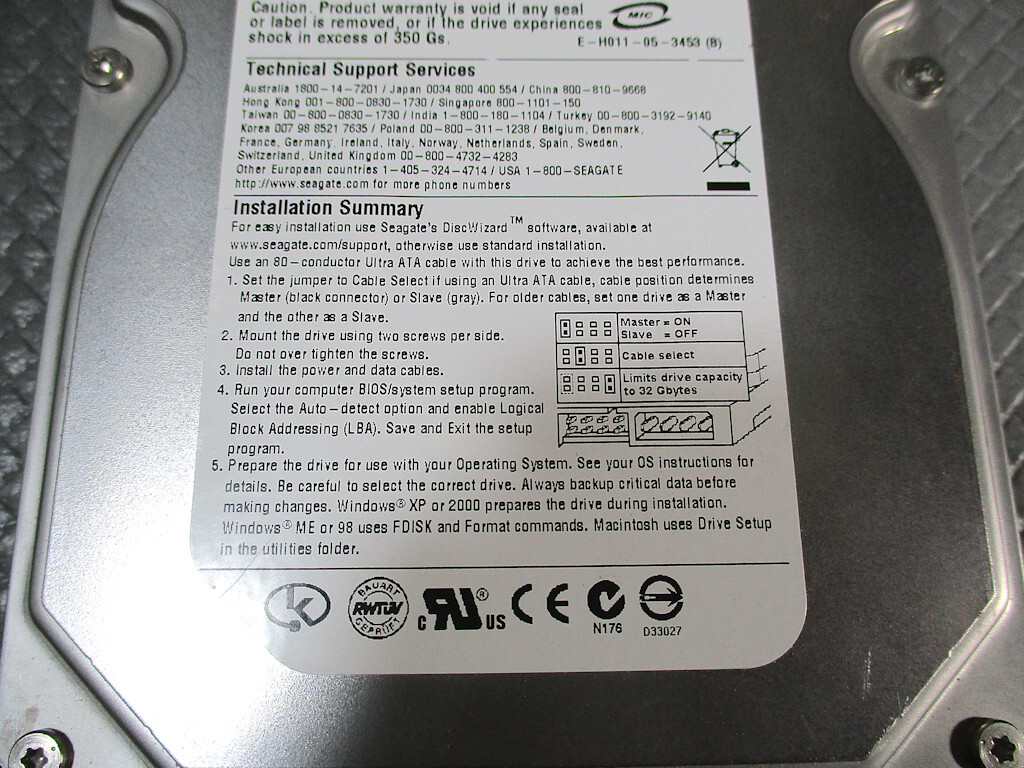 Caution. Product warranty is void if any seal
or label is removed, or if the drive experiences
shock in excess of 350 Gs.
MIC
E-H011-05-3453 (B)
Technical Support Services
Australia 1800-14-7201 / Japan 0034 800 400 554 / China 800-810-9668
Hong Kong 001-800-0830-1730 / Singapore 800-1101-150
Taiwan 00-800-0830-1730 / India 1-800-180-1104 / Turkey 00-800-3192-9140
Korea 007 98 8521 7635 / Poland 00-800-311-1238 / Belgium, Denmark,
France, Germany, Ireland, Italy, Norway, Netherlands, Spain, Sweden,
Switzerland, United Kingdom 00-800-4732-4283
Other European countries 1-405-324-4714 / USA 1-800-SEAGATE
http://www.seagate.com for more phone numbers
Installation Summary
For easy installation use Seagate's DiscWizard™ software, available at
www.seagate.com/support, otherwise use standard installation.
Use an 80-conductor Ultra ATA cable with this drive to achieve the best performance.
1. Set the jumper to Cable Select if using an Ultra ATA cable, cable position determines
Master (black connector) or Slave (gray). For older cables, set one drive as a Master
and the other as a Slave.
2. Mount the drive using two screws per side.
Do not over tighten the screws.
3. Install the power and data cables.
4. Run your computer BIOS/system setup program.
Select the Auto-detect option and enable Logical
Block Addressing (LBA). Save and Exit the setup
program.
Master = ON
Slave = OFF
Cable select
Limits drive capacity
to 32 Gbytes
5. Prepare the drive for use with your Operating System. See your OS instructions for
details. Be careful to select the correct drive. Always backup critical data before
making changes. Windows® XP or 2000 prepares the drive during installation.
Windows® ME or 98 uses FDISK and Format commands. Macintosh uses Drive Setup
in the utilities folder.
BAUART
RWTÜV
GEPRÜFT
c RU ® US
CE
N176
D33027